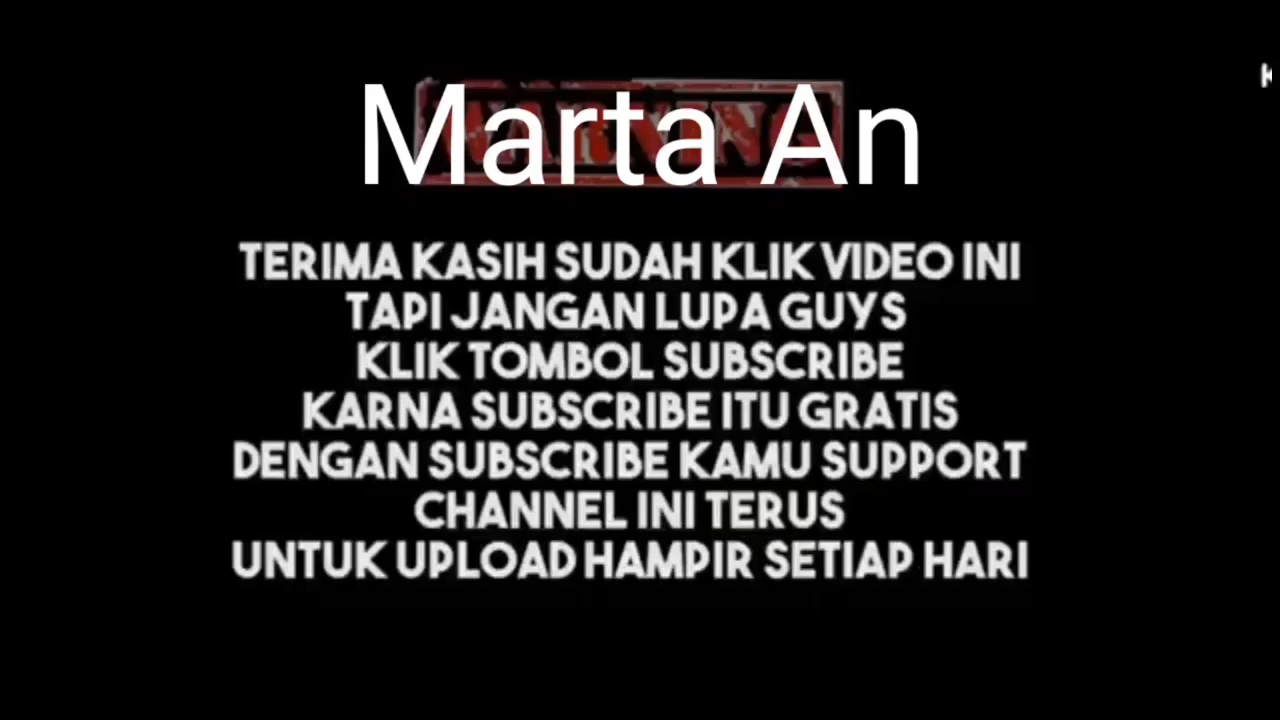 Marta An
WARNING
TERIMA KASIH SUDAH KLIK VIDEO INI
TAPI JANGAN LUPA GUYS
KLIK TOMBOL SUBSCRIBE
KARNA SUBSCRIBE ITU GRATIS
DENGAN SUBSCRIBE KAMU SUPPORT
CHANNEL INI TERUS
UNTUK UPLOAD HAMPIR SETIAP HARI